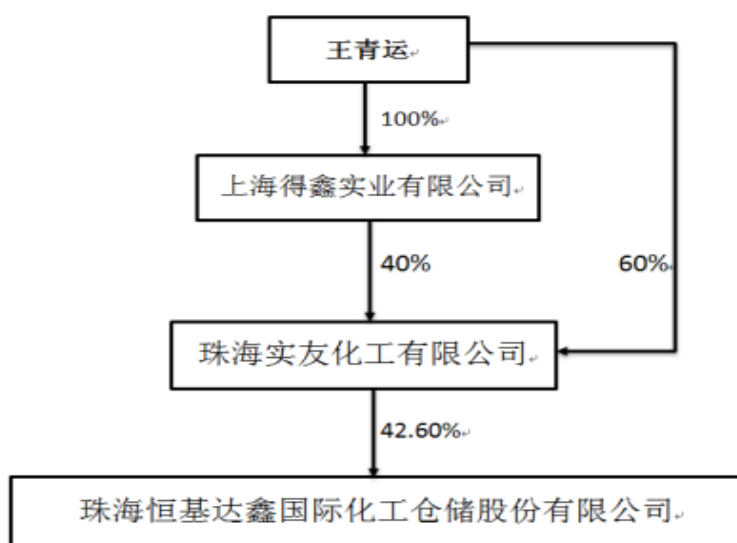 王青运
100%
上海得鑫实业有限公司
40%
60%
珠海实友化工有限公司
42.60%
珠海恒基达鑫国际化工仓储股份有限公司